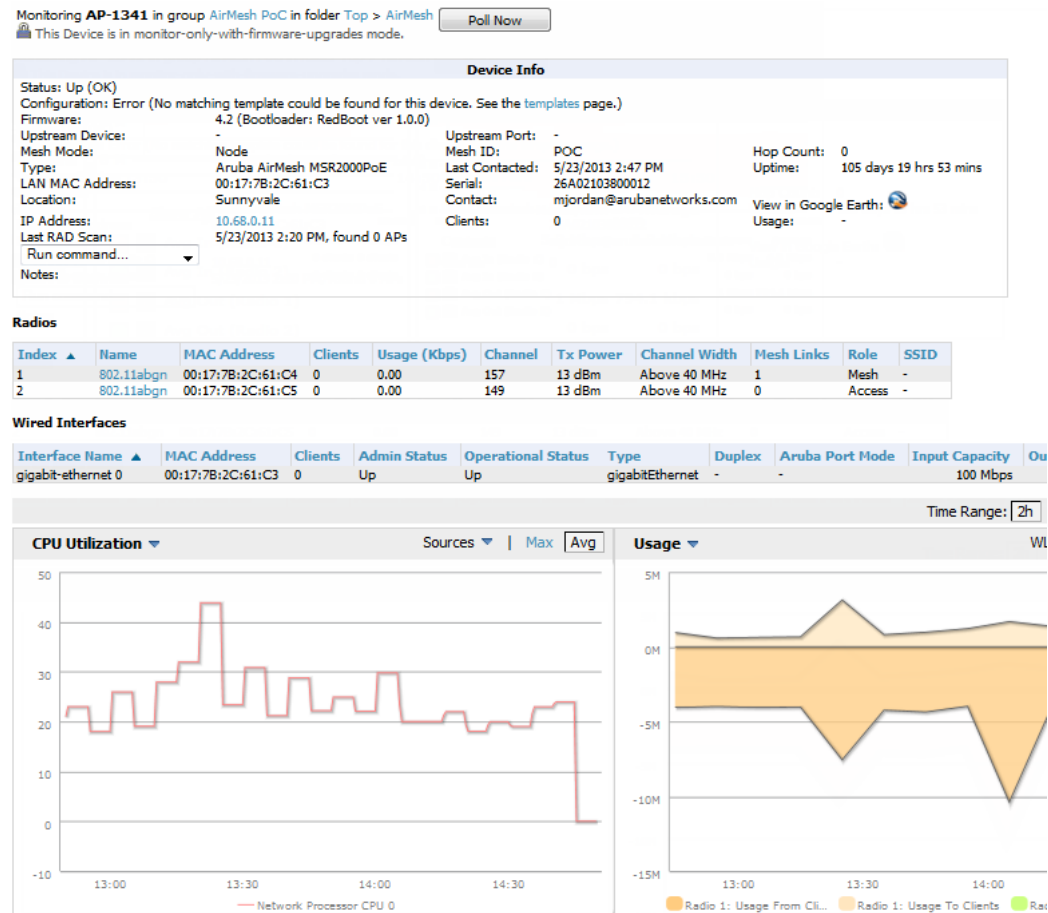 Monitoring AP-1341 in group AirMesh PoC in folder Top > AirMesh Poll Now
This Device is in monitor-only-with-firmware-upgrades mode.
Device Info
Status: Up (OK)
Configuration: Error (No matching template could be found for this device. See the templates page.)
Firmware: 4.2 (Bootloader: RedBoot ver 1.0.0)
Upstream Device: - Upstream Port: -
Mesh Mode: Node Mesh ID: POC Hop Count: 0
Type: Aruba AirMesh MSR2000PoE Last Contacted: 5/23/2013 2:47 PM Uptime: 105 days 19 hrs 53 mins
LAN MAC Address: 00:17:7B:2C:61:C3 Serial: 26A02103800012
Location: Sunnyvale Contact: mjordan@arubanetworks.com View in Google Earth:
IP Address: 10.68.0.11 Clients: 0 Usage: -
Last RAD Scan: 5/23/2013 2:20 PM, found 0 APs
Run command...
Notes:
Radios
Index ▲ Name MAC Address Clients Usage (Kbps) Channel Tx Power Channel Width Mesh Links Role SSID
1 802.11abgn 00:17:7B:2C:61:C4 0 0.00 157 13 dBm Above 40 MHz 1 Mesh -
2 802.11abgn 00:17:7B:2C:61:C5 0 0.00 149 13 dBm Above 40 MHz 0 Access -
Wired Interfaces
Interface Name ▲ MAC Address Clients Admin Status Operational Status Type Duplex Aruba Port Mode Input Capacity Ou
gigabit-ethernet 0 00:17:7B:2C:61:C3 0 Up Up gigabitEthernet - - 100 Mbps
Time Range: 2h
CPU Utilization ▼ Sources ▼ | Max Avg
50
40
30
20
10
0
-10
13:00 13:30 14:00 14:30
Network Processor CPU 0
Usage ▼ WL
5M
0M
-5M
-10M
-15M
13:00 13:30 14:00
Radio 1: Usage From Cli... Radio 1: Usage To Clients Rad